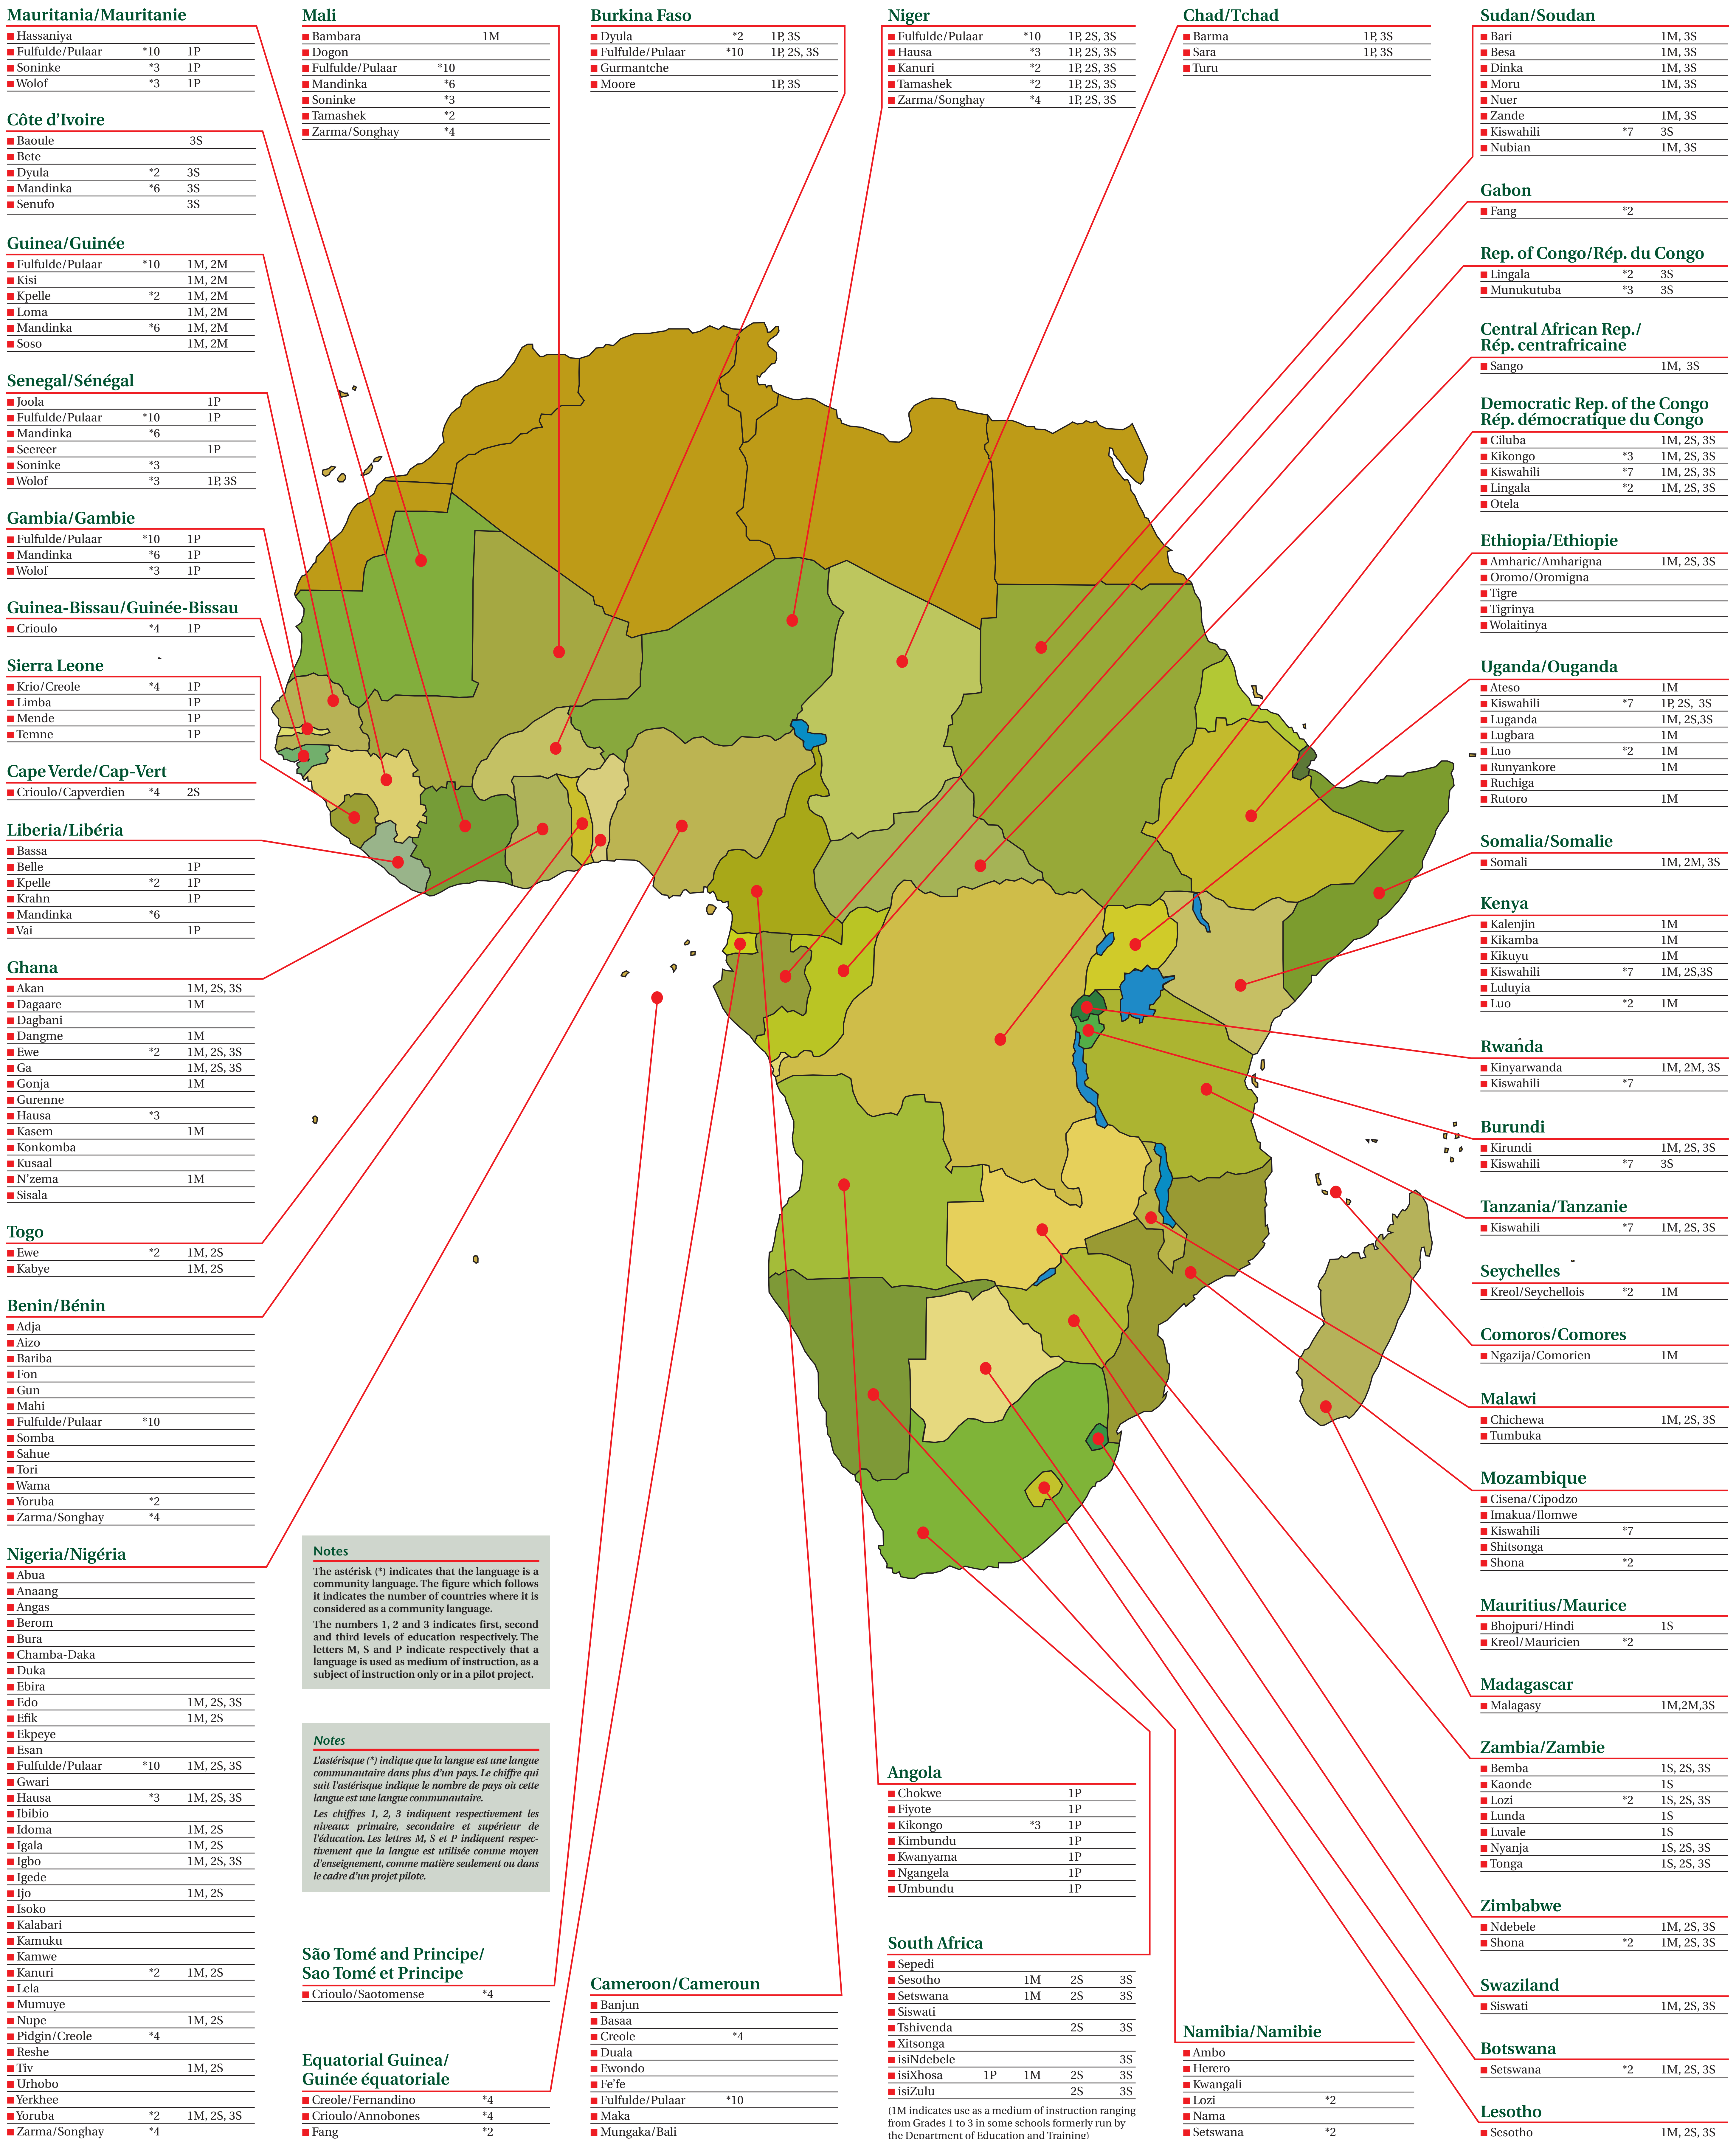 Mauritania/Mauritanie
Hassaniya
Fulfulde/Pulaar *10 1P
Soninke *3 1P
Wolof *3 1P
Côte d'Ivoire
Baoule 3S
Bete
Dyula *2 3S
Mandinka *6 3S
Senufo 3S
Guinea/Guinée
Fulfulde/Pulaar *10 1M, 2M
Kisi 1M, 2M
Kpelle *2 1M, 2M
Loma 1M, 2M
Mandinka *6 1M, 2M
Soso 1M, 2M
Senegal/Sénégal
Joola 1P
Fulfulde/Pulaar *10 1P
Mandinka *6
Seereer 1P
Soninke *3
Wolof *3 1P, 3S
Gambia/Gambie
Fulfulde/Pulaar *10 1P
Mandinka *6 1P
Wolof *3 1P
Guinea-Bissau/Guinée-Bissau
Crioulo *4 1P
Sierra Leone
Krio/Creole *4 1P
Limba 1P
Mende 1P
Temne 1P
Cape Verde/Cap-Vert
Crioulo/Capverdien *4 2S
Liberia/Libéria
Bassa
Belle 1P
Kpelle *2 1P
Krahn 1P
Mandinka *6
Vai 1P
Ghana
Akan 1M, 2S, 3S
Dagaare 1M
Dagbani
Dangme 1M
Ewe *2 1M, 2S, 3S
Ga 1M, 2S, 3S
Gonja 1M
Gurenne
Hausa *3
Kasem 1M
Konkomba
Kusaal
N'zema 1M
Sisala
Togo
Ewe *2 1M, 2S
Kabye 1M, 2S
Benin/Bénin
Adja
Aizo
Bariba
Fon
Gun
Mahi
Fulfulde/Pulaar *10
Somba
Sahue
Tori
Wama
Yoruba *2
Zarma/Songhay *4
Nigeria/Nigéria
Abua
Anaang
Angas
Berom
Bura
Chamba-Daka
Duka
Ebira
Edo 1M, 2S, 3S
Efik 1M, 2S
Ekpeye
Esan
Fulfulde/Pulaar *10 1M, 2S, 3S
Gwari
Hausa *3 1M, 2S, 3S
Ibibio
Idoma 1M, 2S
Igala 1M, 2S
Igbo 1M, 2S, 3S
Igede
Ijo 1M, 2S
Isoko
Kalabari
Kamuku
Kamwe
Kanuri *2 1M, 2S
Lela
Mumuye
Nupe 1M, 2S
Pidgin/Creole *4
Reshe
Tiv 1M, 2S
Urhobo
Yerkhee
Yoruba *2 1M, 2S, 3S
Zarma/Songhay *4
Mali
Bambara 1M
Dogon
Fulfulde/Pulaar *10
Mandinka *6
Soninke *3
Tamashek *2
Zarma/Songhay *4
Notes
The astérisk (*) indicates that the language is a
community language. The figure which follows
it indicates the number of countries where it is
considered as a community language.
The numbers 1, 2 and 3 indicates first, second
and third levels of education respectively. The
letters M, S and P indicate respectively that a
language is used as medium of instruction, as a
subject of instruction only or in a pilot project.
Notes
L'astérisque (*) indique que la langue est une langue
communautaire dans plus d'un pays. Le chiffre qui
suit l'astérisque indique le nombre de pays où cette
langue est une langue communautaire.
Les chiffres 1, 2, 3 indiquent respectivement les
niveaux primaire, secondaire et supérieur de
l'éducation. Les lettres M, S et P indiquent respec-
tivement que la langue est utilisée comme moyen
d'enseignement, comme matière seulement ou dans
le cadre d'un projet pilote.
São Tomé and Principe/
Sao Tomé et Principe
Crioulo/Saotomense *4
Equatorial Guinea/
Guinée équatoriale
Creole/Fernandino *4
Crioulo/Annobones *4
Fang *2
Burkina Faso
Dyula *2 1P, 3S
Fulfulde/Pulaar *10 1P, 2S, 3S
Gurmantche
Moore 1P, 3S
Cameroon/Cameroun
Banjun
Basaa
Creole *4
Duala
Ewondo
Fe'fe
Fulfulde/Pulaar *10
Maka
Mungaka/Bali
Niger
Fulfulde/Pulaar *10 1P, 2S, 3S
Hausa *3 1P, 2S, 3S
Kanuri *2 1P, 2S, 3S
Tamashek *2 1P, 2S, 3S
Zarma/Songhay *4 1P, 2S, 3S
Angola
Chokwe 1P
Fiyote 1P
Kikongo *3 1P
Kimbundu 1P
Kwanyama 1P
Ngangela 1P
Umbundu 1P
South Africa
Sepedi
Sesotho 1M 2S 3S
Setswana 1M 2S 3S
Siswati
Tshivenda 2S 3S
Xitsonga
isiNdebele 3S
isiXhosa 1P 1M 2S 3S
isiZulu 2S 3S
(1M indicates use as a medium of instruction ranging
from Grades 1 to 3 in some schools formerly run by
the Department of Education and Training)
Chad/Tchad
Barma 1P, 3S
Sara 1P, 3S
Turu
Namibia/Namibie
Ambo
Herero
Kwangali
Lozi *2
Nama
Setswana *2
Sudan/Soudan
Bari 1M, 3S
Besa 1M, 3S
Dinka 1M, 3S
Moru 1M, 3S
Nuer
Zande 1M, 3S
Kiswahili *7 3S
Nubian 1M, 3S
Gabon
Fang *2
Rep. of Congo/Rép. du Congo
Lingala *2 3S
Munukutuba *3 3S
Central African Rep./
Rép. centrafricaine
Sango 1M, 3S
Democratic Rep. of the Congo
Rép. démocratique du Congo
Ciluba 1M, 2S, 3S
Kikongo *3 1M, 2S, 3S
Kiswahili *7 1M, 2S, 3S
Lingala *2 1M, 2S, 3S
Otela
Ethiopia/Ethiopie
Amharic/Amharigna 1M, 2S, 3S
Oromo/Oromigna
Tigre
Tigrinya
Wolaitinya
Uganda/Ouganda
Ateso 1M
Kiswahili *7 1P, 2S, 3S
Luganda 1M, 2S,3S
Lugbara 1M
Luo *2 1M
Runyankore 1M
Ruchiga
Rutoro 1M
Somalia/Somalie
Somali 1M, 2M, 3S
Kenya
Kalenjin 1M
Kikamba 1M
Kikuyu 1M
Kiswahili *7 1M, 2S,3S
Luluyia
Luo *2 1M
Rwanda
Kinyarwanda 1M, 2M, 3S
Kiswahili *7
Burundi
Kirundi 1M, 2S, 3S
Kiswahili *7 3S
Tanzania/Tanzanie
Kiswahili *7 1M, 2S, 3S
Seychelles
Kreol/Seychellois *2 1M
Comoros/Comores
Ngazija/Comorien 1M
Malawi
Chichewa 1M, 2S, 3S
Tumbuka
Mozambique
Cisena/Cipodzo
Imakua/Ilomwe
Kiswahili *7
Shitsonga
Shona *2
Mauritius/Maurice
Bhojpuri/Hindi 1S
Kreol/Mauricien *2
Madagascar
Malagasy 1M,2M,3S
Zambia/Zambie
Bemba 1S, 2S, 3S
Kaonde 1S
Lozi *2 1S, 2S, 3S
Lunda 1S
Luvale 1S
Nyanja 1S, 2S, 3S
Tonga 1S, 2S, 3S
Zimbabwe
Ndebele 1M, 2S, 3S
Shona *2 1M, 2S, 3S
Swaziland
Siswati 1M, 2S, 3S
Botswana
Setswana *2 1M, 2S, 3S
Lesotho
Sesotho 1M, 2S, 3S